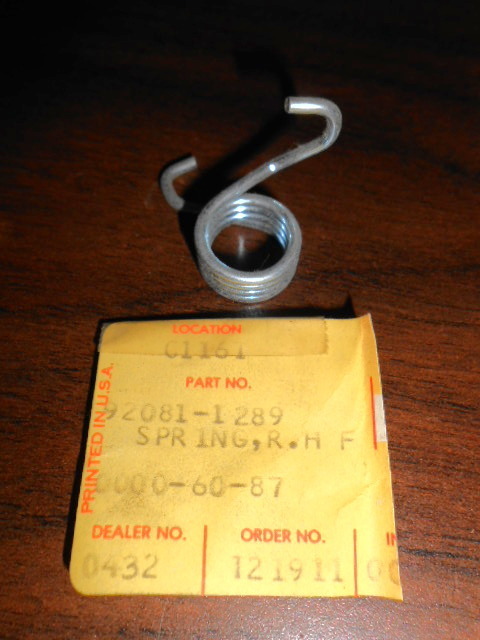 LOCATION
C1161
PART NO.
92081-1289
SPRING,R.H F
0000-60-87
DEALER NO. ORDER NO.
0432 121911
PRINTED IN U.S.A.